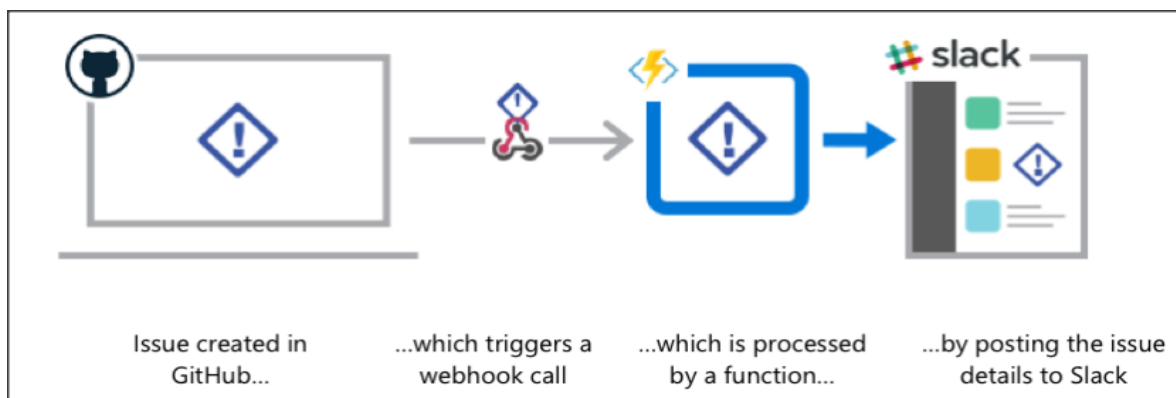 slack
Issue created in
GitHub...
...which triggers a
webhook call
...which is processed
by a function...
...by posting the issue
details to Slack